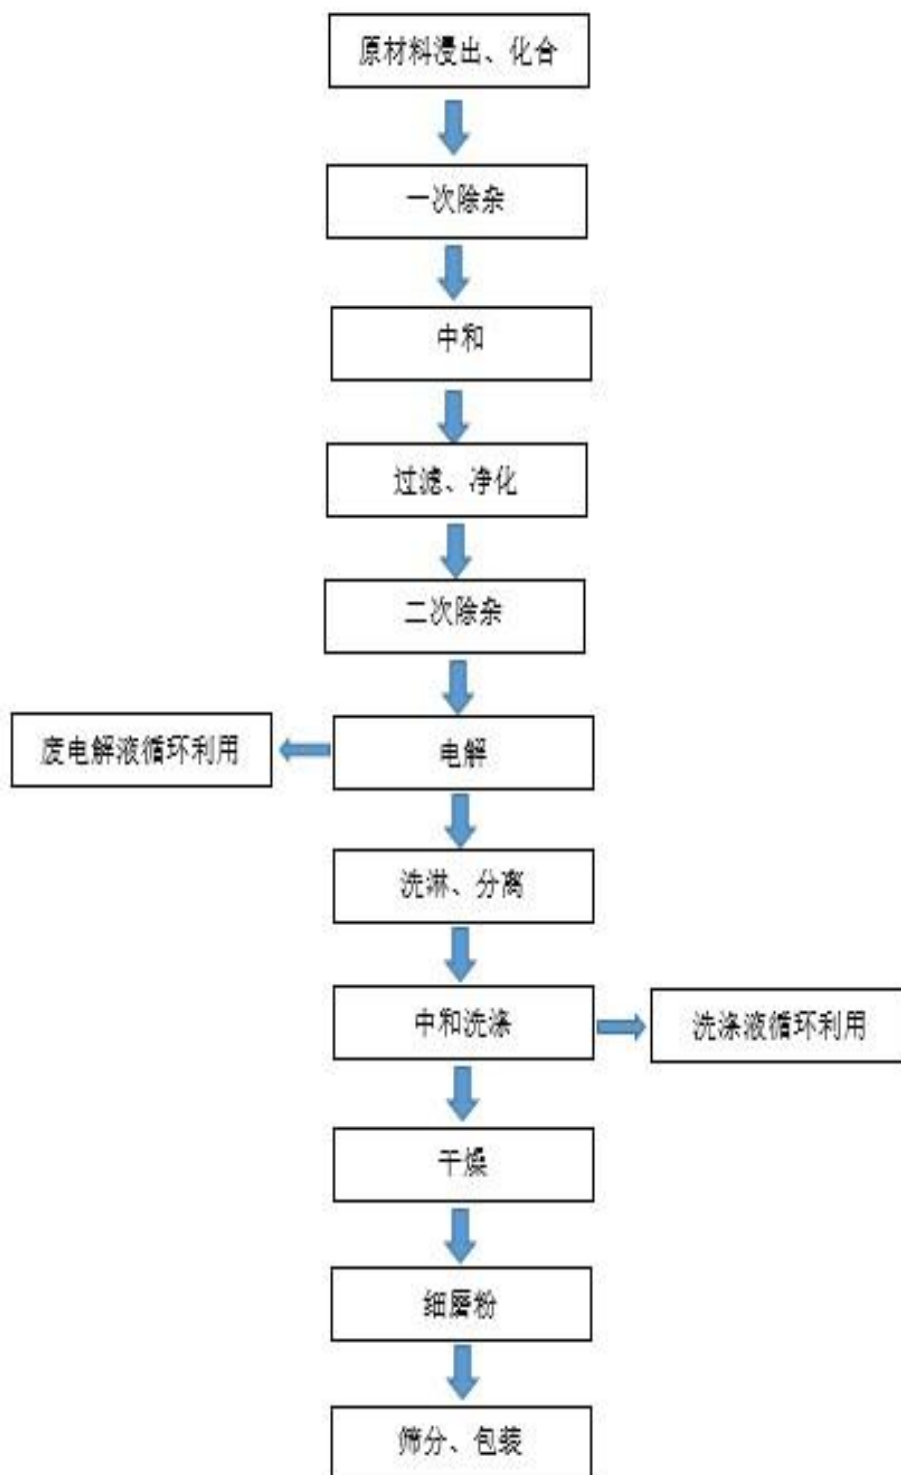 原材料浸出、化合
一次除杂
中和
过滤、净化
二次除杂
废电解液循环利用
电解
洗淋、分离
中和洗涤
洗涤液循环利用
干燥
细磨粉
筛分、包装